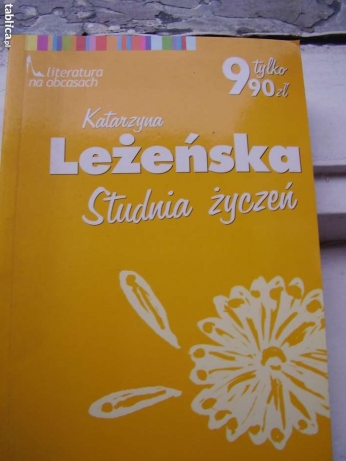 literatura
na obcasach
9 tylko
90 zł
Katarzyna
Leżeńska
Studnia życzeń
tablica.pl